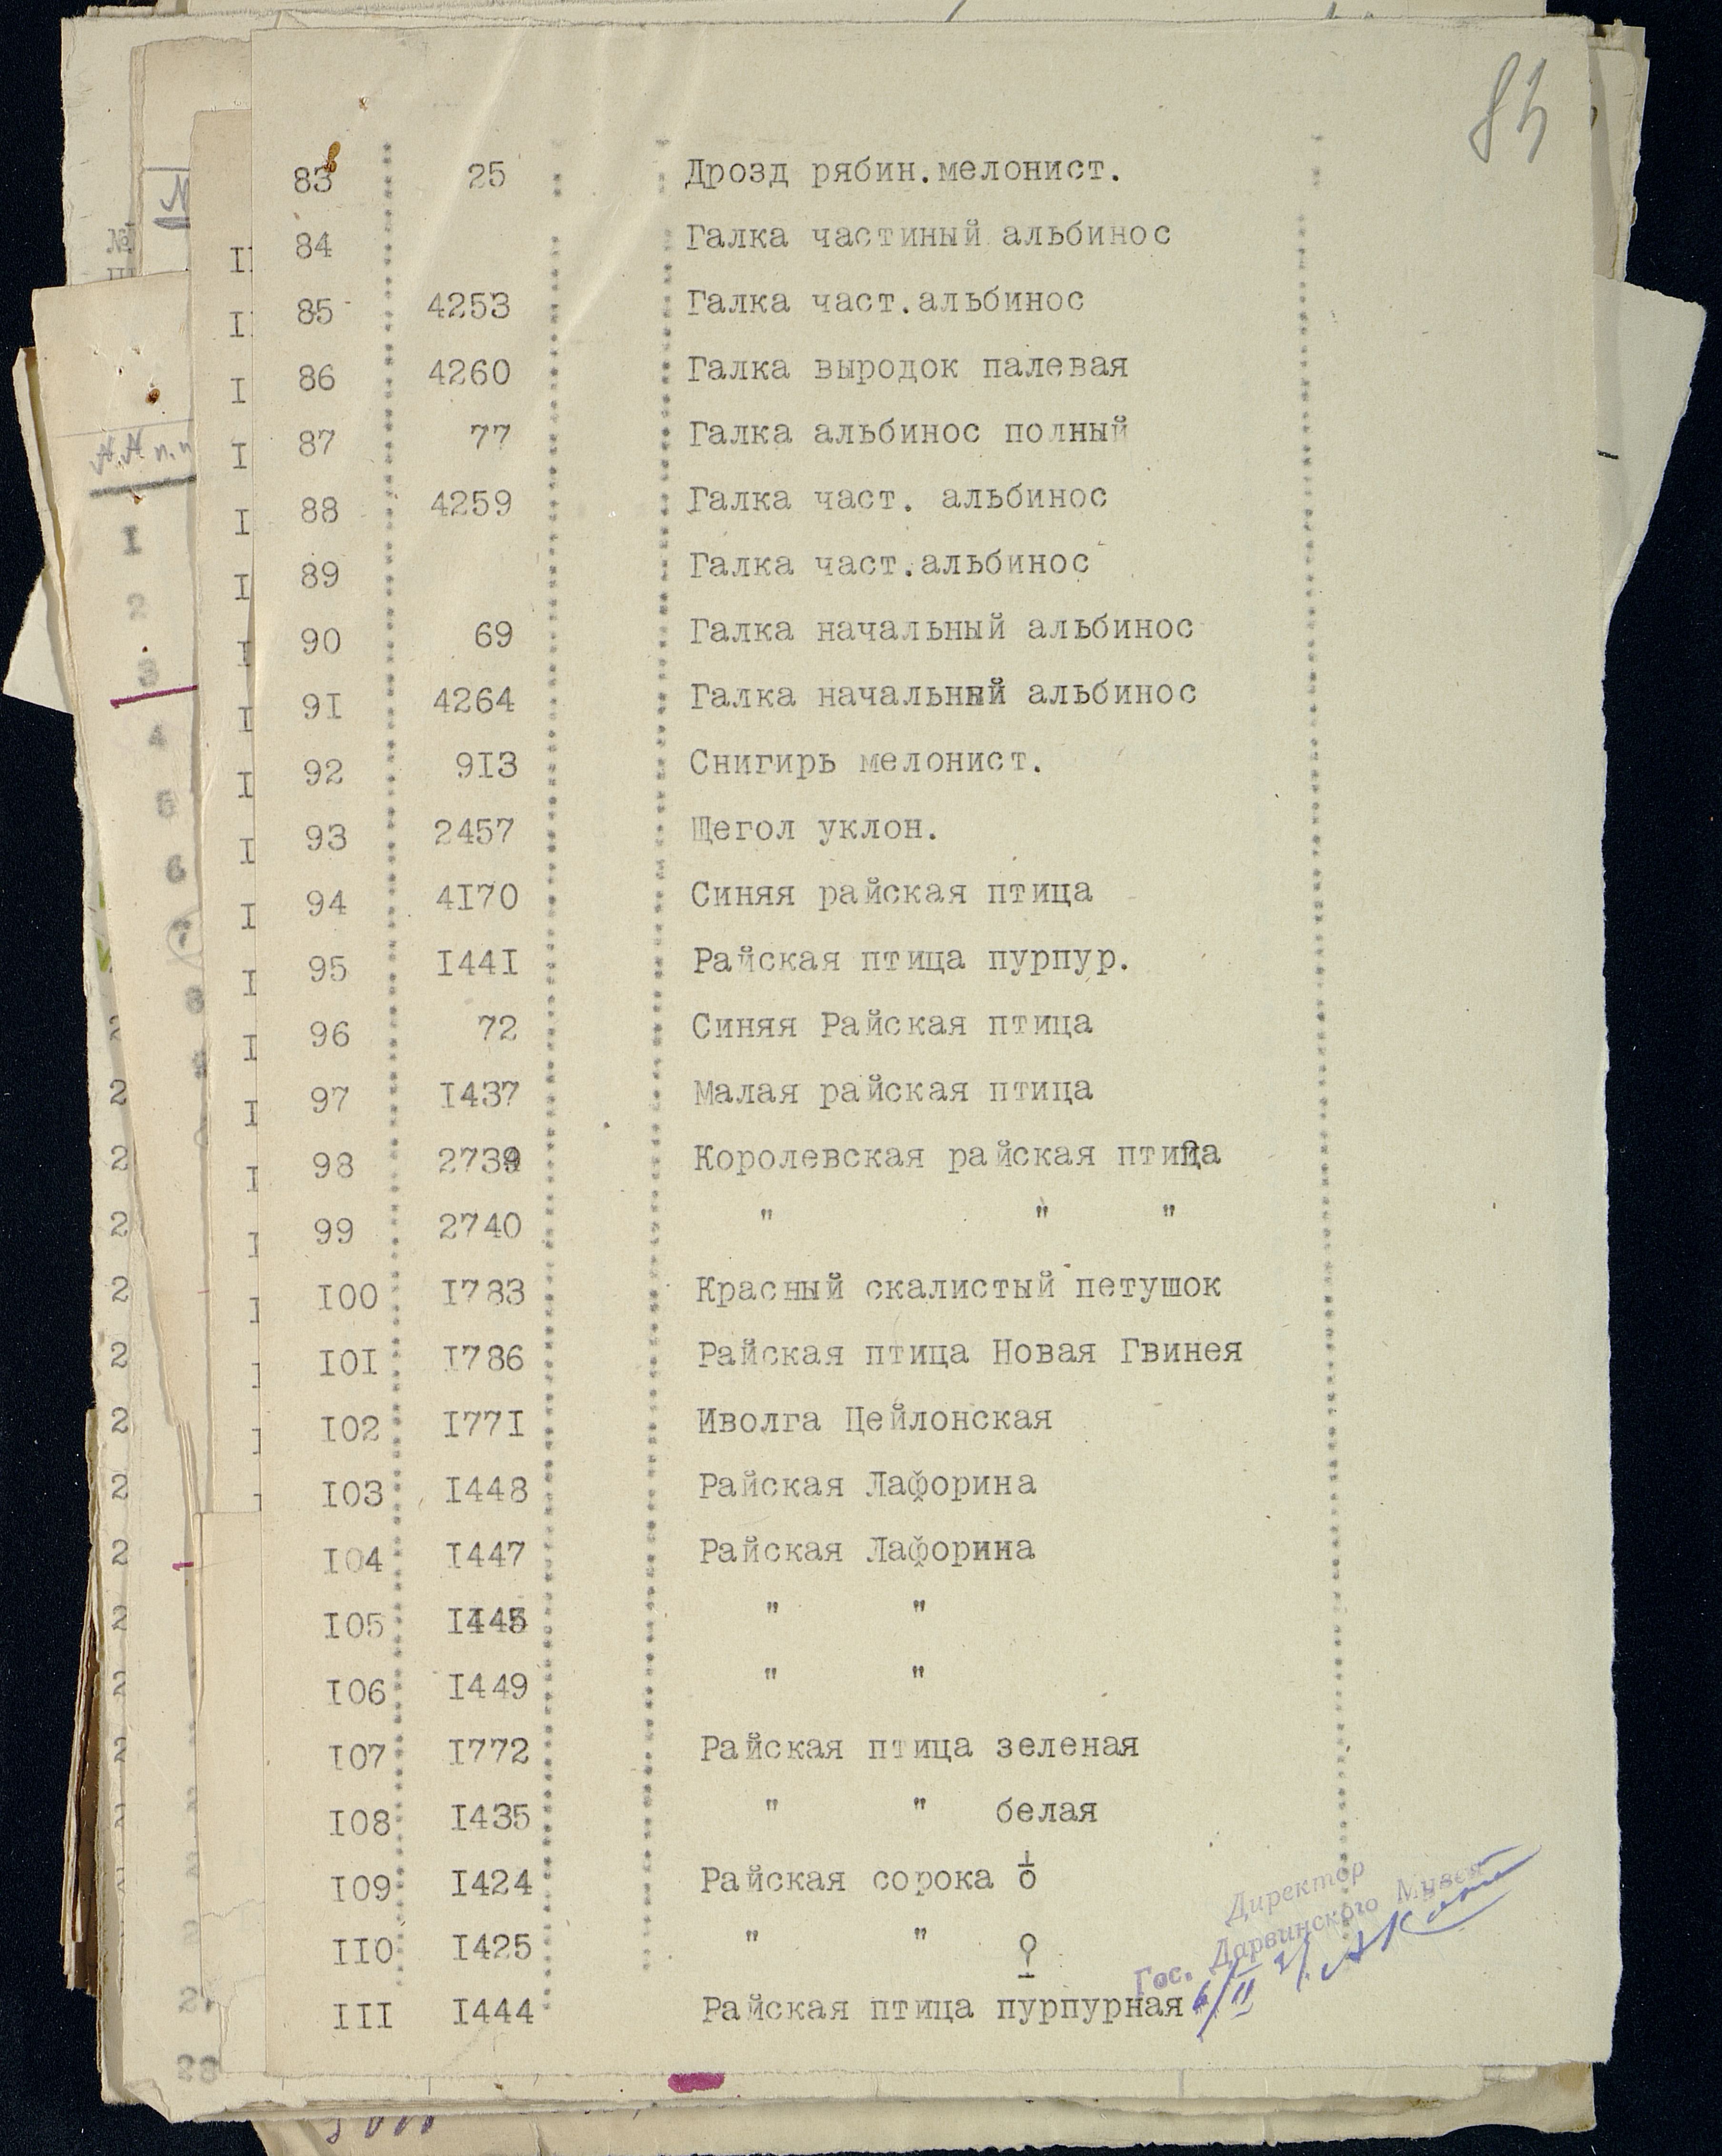 84
83 25 Дрозд рябин.мелонист.
84 Галка частиный альбинос
85 4253 Галка част.альбинос
86 4260 Галка выродок палевая
87 77 Галка альбинос полный
88 4259 Галка част. альбинос
89 Галка част.альбинос
90 69 Галка начальный альбинос
91 4264 Галка начальный альбинос
92 913 Снигирь мелонист.
93 2457 Щегол уклон.
94 4170 Синяя райская птица
95 1441 Райская птица пурпур.
96 72 Синяя Райская птица
97 1437 Малая райская птица
98 2739 Королевская райская птица
99 2740 " " "
100 1783 Красный скалистый петушок
101 1786 Райская птица Новая Гвинея
102 1771 Иволга Цейлонская
103 1448 Райская Лафорина
104 1447 Райская Лафорина
105 1445 " "
106 1449 " "
107 1772 Райская птица зеленая
108 1435 " " белая
109 1424 Райская сорока ♁
110 1425 " " ♀
111 1444 Райская птица пурпурная
Директор
Гос. Дарвинского Музея
6/II